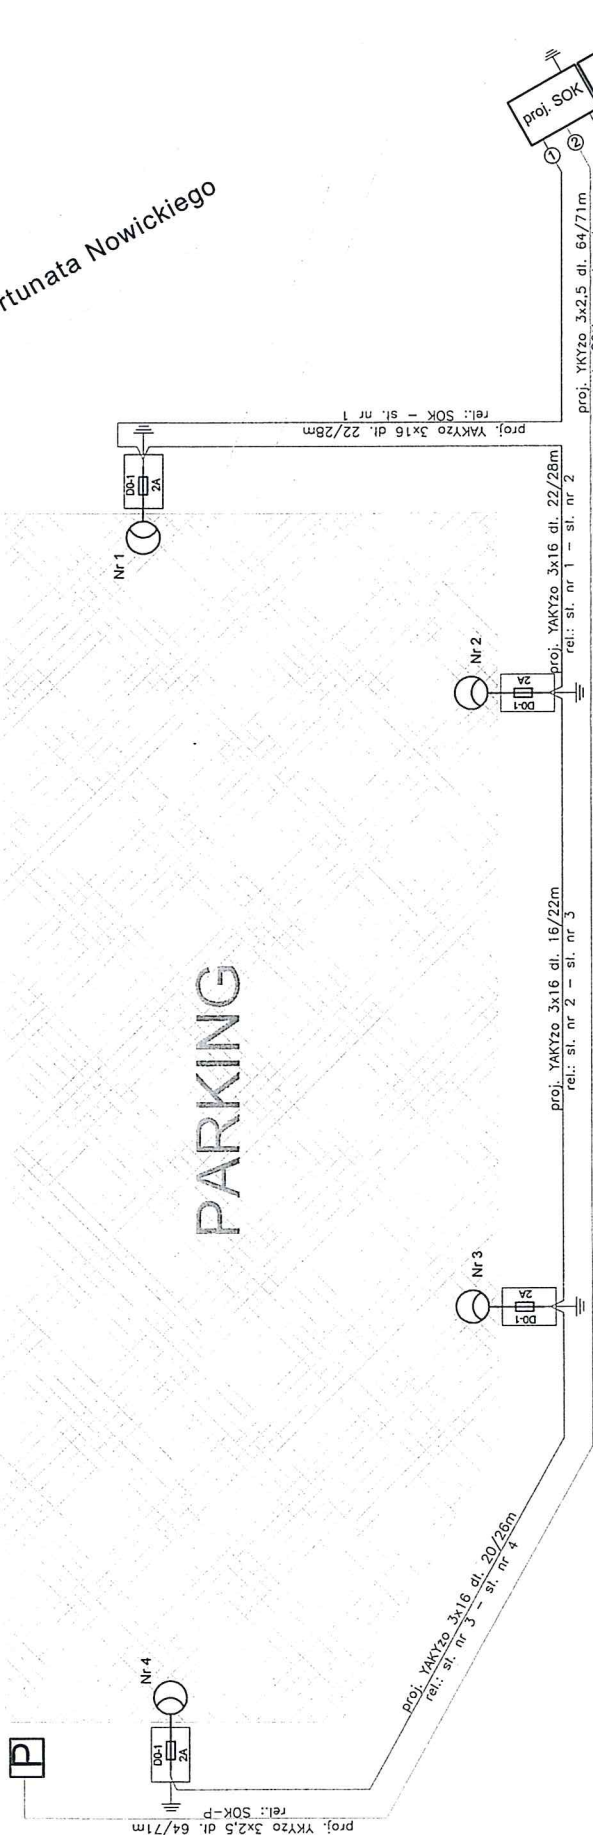 proj. SOK
1
2
rtunata Nowickiego
proj. YKYżo 3x2,5 dł. 64/71m
rel.: SOK – sł. nr 1
proj. YAKYżo 3x16 dł. 22/28m
D0-1
2A
Nr 1
proj. YAKYżo 3x16 dł. 22/28m
rel.: sł. nr 1 – sł. nr 2
Nr 2
D0-1
2A
PARKING
proj. YAKYżo 3x16 dł. 16/22m
rel.: sł. nr 2 – sł. nr 3
Nr 3
D0-1
2A
proj. YAKYżo 3x16 dł. 20/26m
rel.: sł. nr 3 – sł. nr 4
Nr 4
D0-1
2A
P
rel.: SOK-P
proj. YKYżo 3x2,5 dł. 64/71m